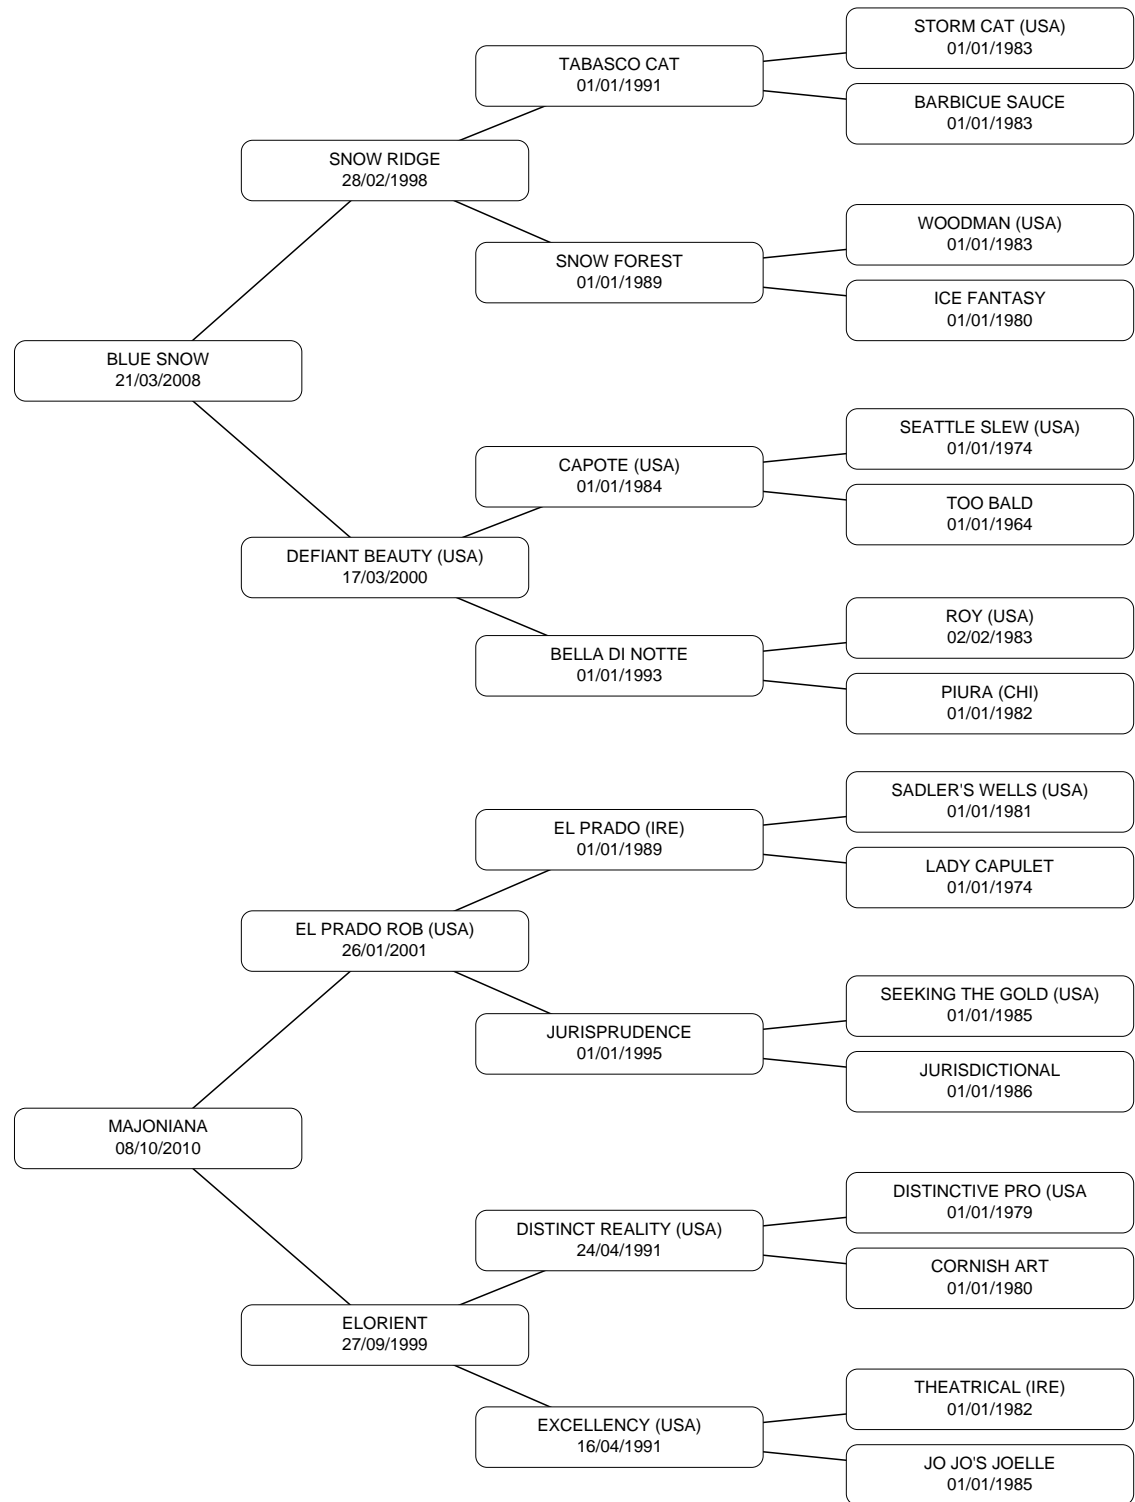 STORM CAT (USA)
01/01/1983
TABASCO CAT
01/01/1991
BARBICUE SAUCE
01/01/1983
SNOW RIDGE
28/02/1998
WOODMAN (USA)
01/01/1983
SNOW FOREST
01/01/1989
ICE FANTASY
01/01/1980
BLUE SNOW
21/03/2008
SEATTLE SLEW (USA)
01/01/1974
CAPOTE (USA)
01/01/1984
TOO BALD
01/01/1964
DEFIANT BEAUTY (USA)
17/03/2000
ROY (USA)
02/02/1983
BELLA DI NOTTE
01/01/1993
PIURA (CHI)
01/01/1982
SADLER'S WELLS (USA)
01/01/1981
EL PRADO (IRE)
01/01/1989
LADY CAPULET
01/01/1974
EL PRADO ROB (USA)
26/01/2001
SEEKING THE GOLD (USA)
01/01/1985
JURISPRUDENCE
01/01/1995
JURISDICTIONAL
01/01/1986
MAJONIANA
08/10/2010
DISTINCTIVE PRO (USA
01/01/1979
DISTINCT REALITY (USA)
24/04/1991
CORNISH ART
01/01/1980
ELORIENT
27/09/1999
THEATRICAL (IRE)
01/01/1982
EXCELLENCY (USA)
16/04/1991
JO JO'S JOELLE
01/01/1985